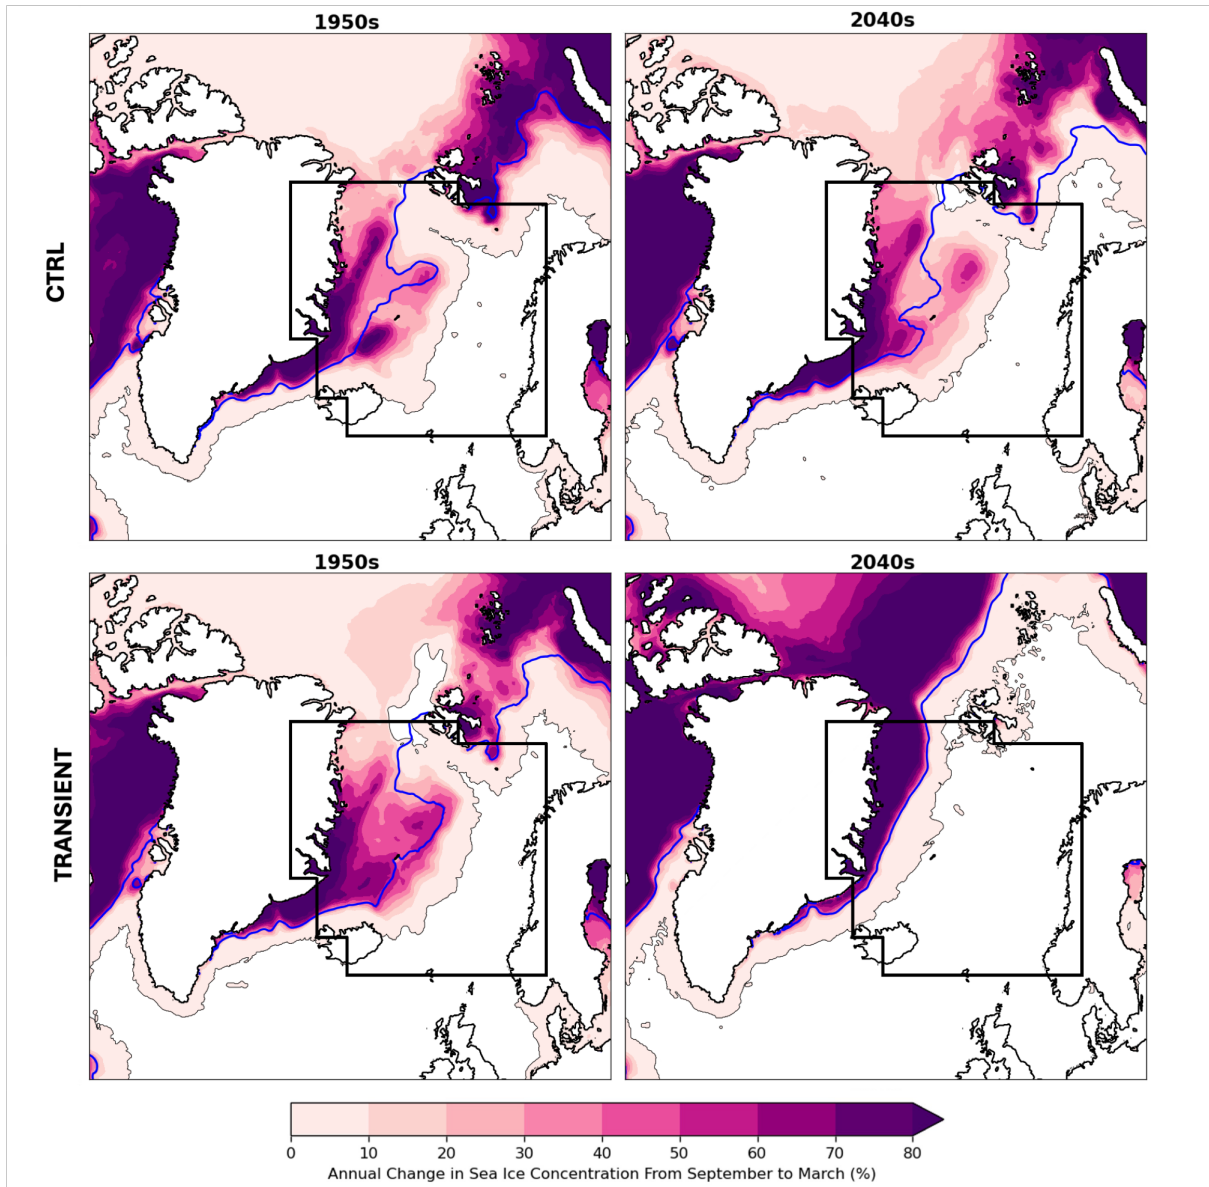 1950s
2040s
CTRL
1950s
2040s
TRANSIENT
0 10 20 30 40 50 60 70 80
Annual Change in Sea Ice Concentration From September to March (%)